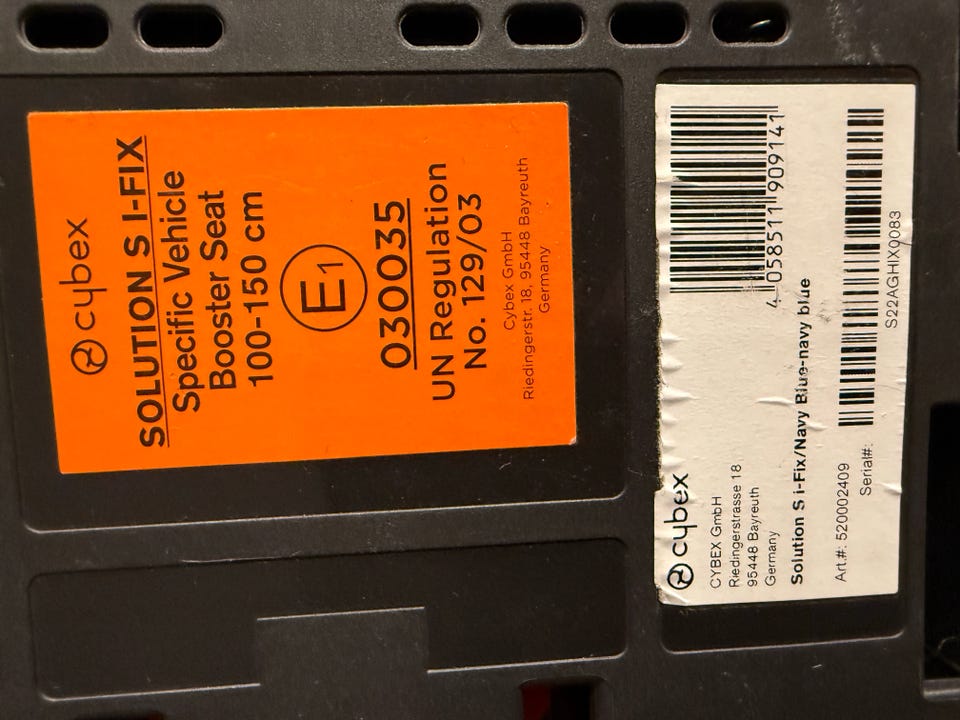 cybex
SOLUTION S I-FIX
Specific Vehicle
Booster Seat
100-150 cm
E1
030035
UN Regulation
No. 129/03
Cybex GmbH
Riedingerstr. 18, 95448 Bayreuth
Germany
cybex
CYBEX GmbH
Riedingerstrasse 18
95448 Bayreuth
Germany
4 058511 909141
Solution S i-Fix/Navy Blue-navy blue
Art.#: 520002409
Serial#:
S22AGHIX0083